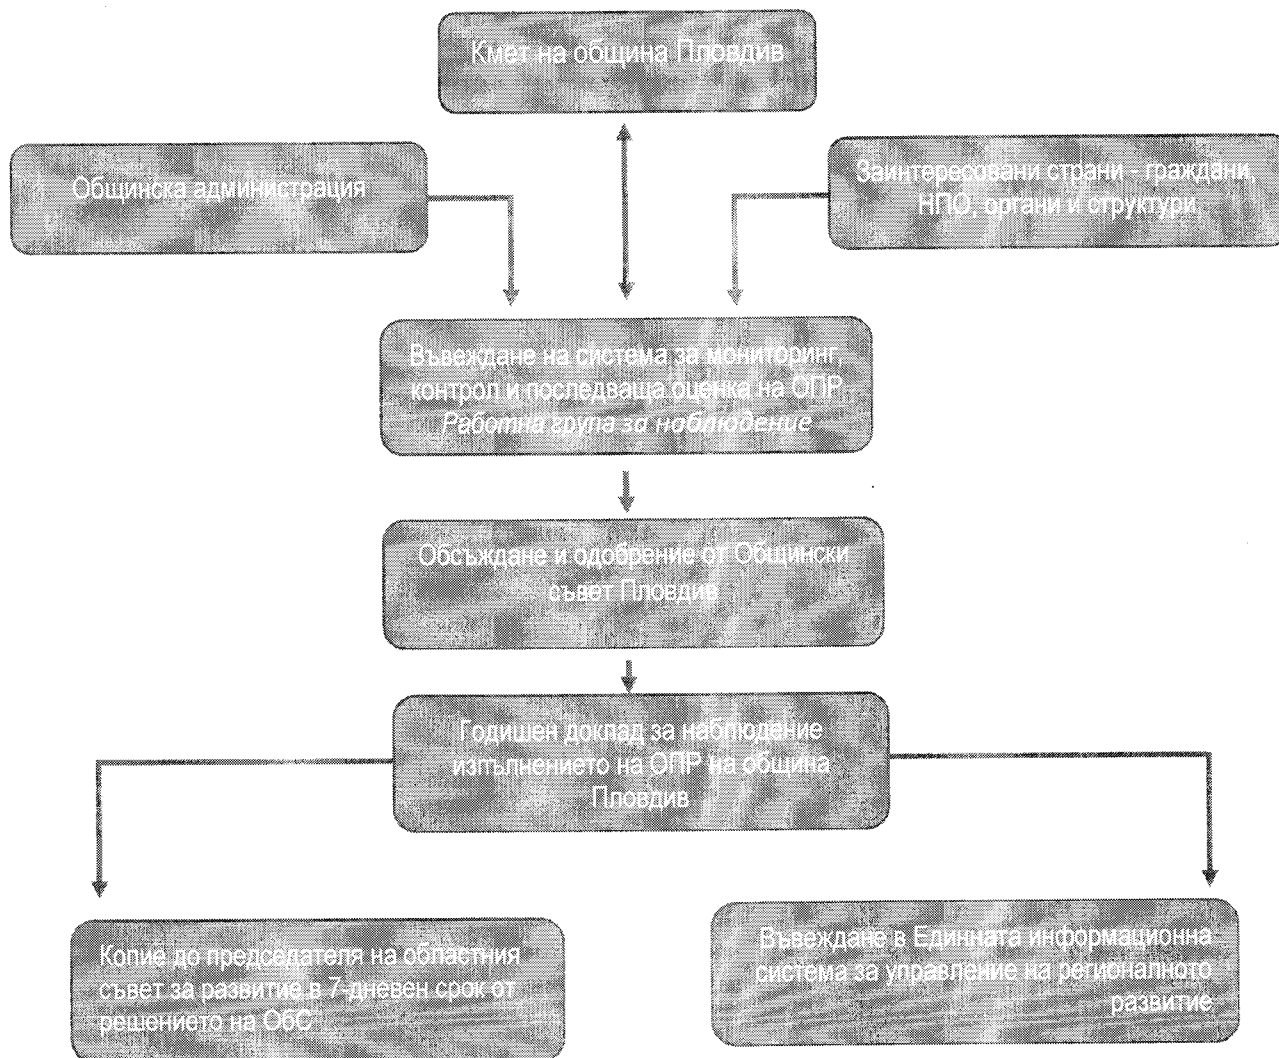 Кмет на община Пловдив
Общинска администрация
Заинтересовани страни - граждани,
НПО, органи и структури
Въвеждане на система за мониторинг,
контрол и последваща оценка на ОПР
Работна група за наблюдение
Обсъждане и одобрение от Общински
съвет Пловдив
Годишен доклад за наблюдение
изпълнението на ОПР на община
Пловдив
Копие до председателя на областния
съвет за развитие в 7-дневен срок от
решението на ОбС
Въвеждане в Единната информационна
система за управление на регионалното
развитие